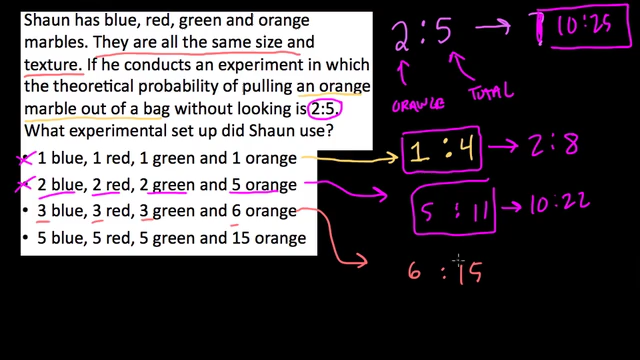 Shaun has blue, red, green and orange
marbles. They are all the same size and
texture. If he conducts an experiment in which
the theoretical probability of pulling an orange
marble out of a bag without looking is 2:5.
What experimental set up did Shaun use?
1 blue, 1 red, 1 green and 1 orange
2 blue, 2 red, 2 green and 5 orange
• 3 blue, 3 red, 3 green and 6 orange
• 5 blue, 5 red, 5 green and 15 orange
2:5 → 10:25
ORANGE TOTAL
1:4 → 2:8
5:11 → 10:22
6:15